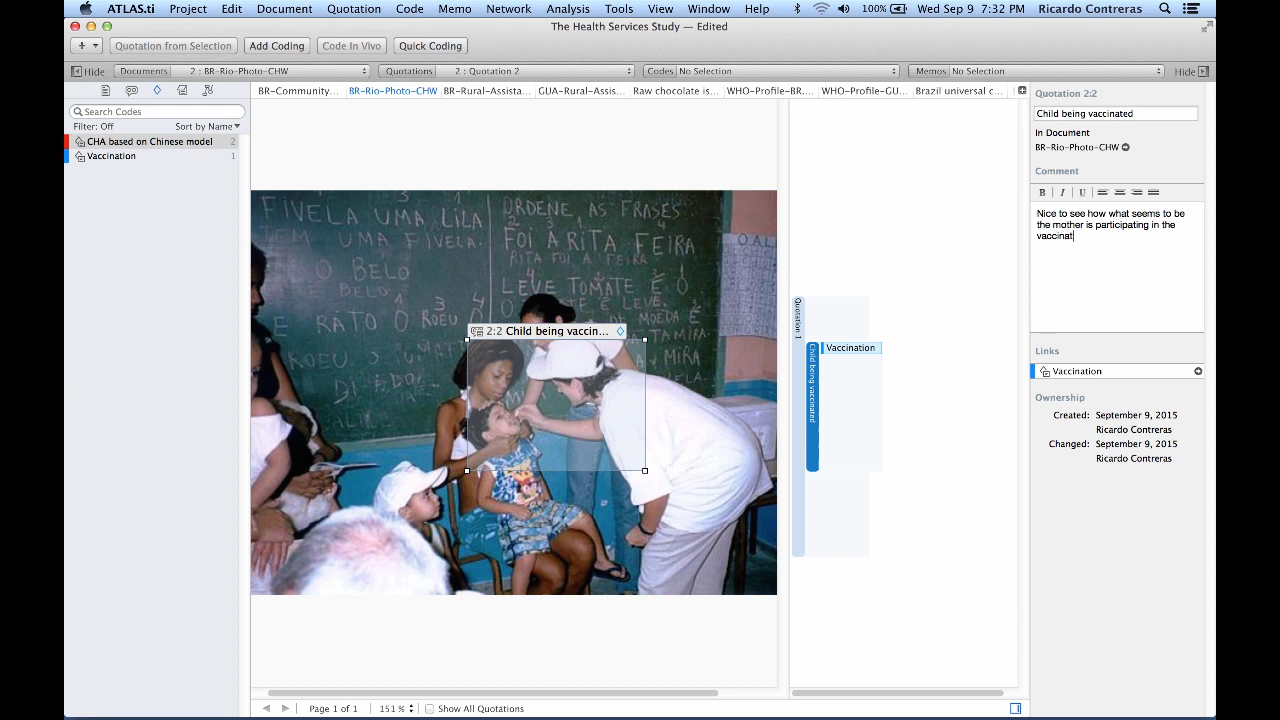 ATLAS.ti Project Edit Document Quotation Code Memo Network Analysis Tools View Window Help 100% Wed Sep 9 7:32 PM Ricardo Contreras
The Health Services Study — Edited
+ Quotation from Selection Add Coding Code In Vivo Quick Coding
Hide Documents 2 : BR-Rio-Photo-CHW Quotations 2 : Quotation 2 Codes No Selection Memos No Selection Hide
BR-Community... BR-Rio-Photo-CHW BR-Rural-Assista... GUA-Rural-Assis... Raw chocolate is... WHO-Profile-BR.... WHO-Profile-GU... Brazil universal c...
Search Codes
Filter: Off Sort by Name
CHA based on Chinese model 2
Vaccination 1
FIVELA UMA LILA
TEM UMA FIVELA.
O BELO
E RATO O ROEU
ORDENE AS FRASES
2 3 1 4
FOI A RITA FEIRA
RITA FOI A FEIRA
LEVE TOMATE É O
2:2 Child being vaccin...
Quotation 1
Child being vaccinated
Vaccination
Quotation 2:2
Child being vaccinated
In Document
BR-Rio-Photo-CHW
Comment
B I U
Nice to see how what seems to be
the mother is participating in the
vaccinat
Links
Vaccination
Ownership
Created: September 9, 2015
Ricardo Contreras
Changed: September 9, 2015
Ricardo Contreras
Page 1 of 1 151 % Show All Quotations